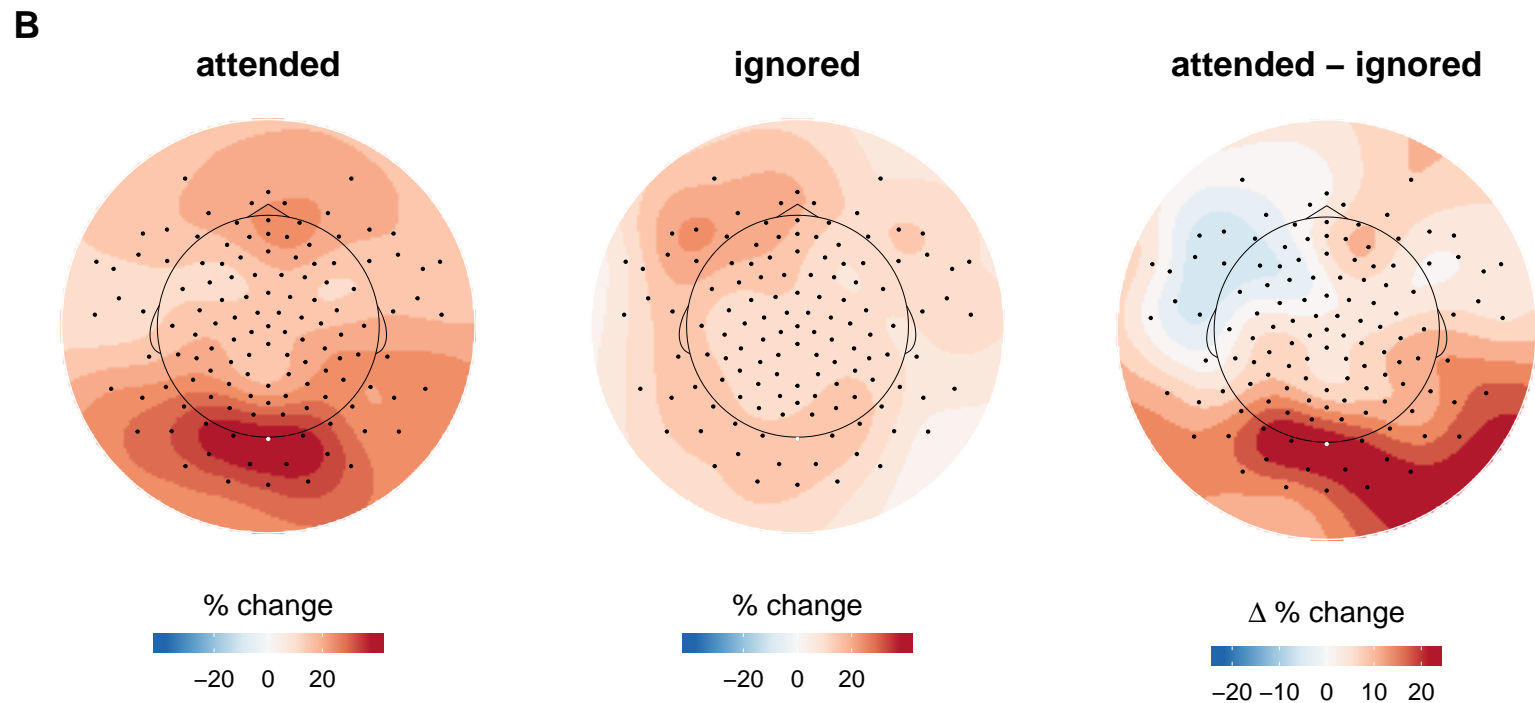 B
attended
ignored
attended – ignored
% change
−20 0 20
% change
−20 0 20
Δ % change
−20 −10 0 10 20